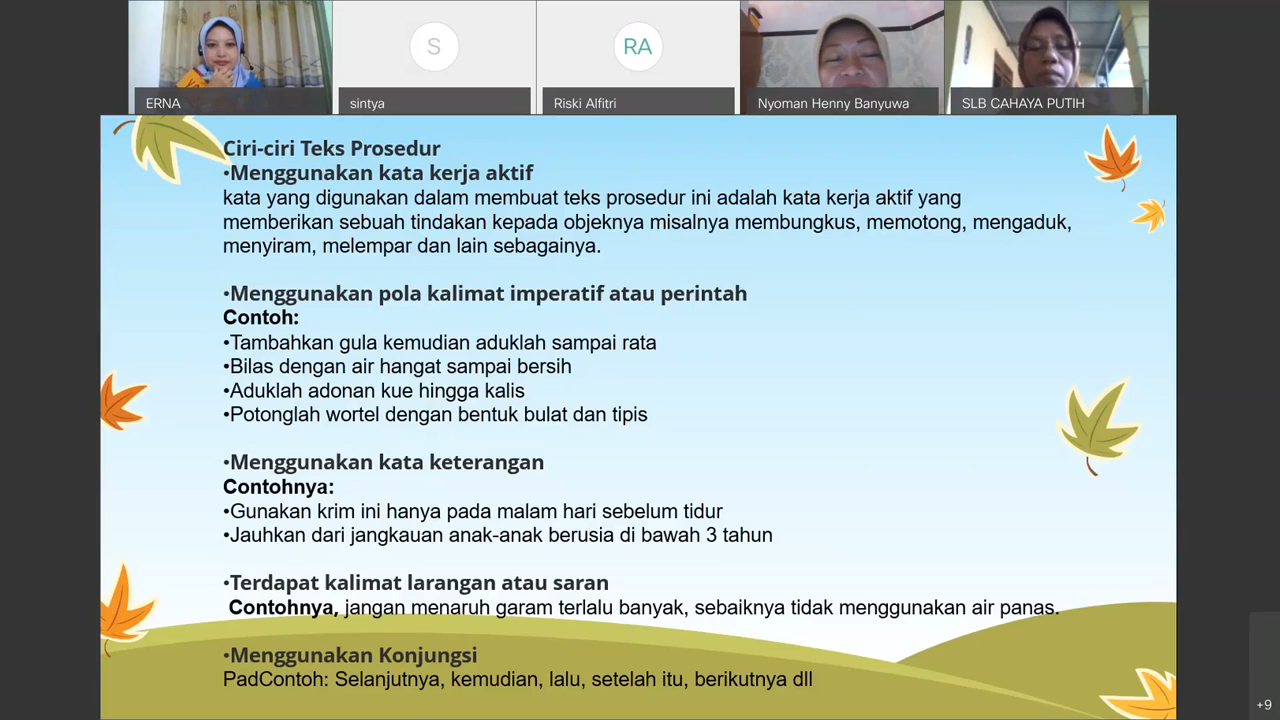 S
RA
ERNA
sintya
Riski Alfitri
Nyoman Henny Banyuwa
SLB CAHAYA PUTIH
Ciri-ciri Teks Prosedur
•Menggunakan kata kerja aktif
kata yang digunakan dalam membuat teks prosedur ini adalah kata kerja aktif yang
memberikan sebuah tindakan kepada objeknya misalnya membungkus, memotong, mengaduk,
menyiram, melempar dan lain sebagainya.
•Menggunakan pola kalimat imperatif atau perintah
Contoh:
•Tambahkan gula kemudian aduklah sampai rata
•Bilas dengan air hangat sampai bersih
•Aduklah adonan kue hingga kalis
•Potonglah wortel dengan bentuk bulat dan tipis
•Menggunakan kata keterangan
Contohnya:
•Gunakan krim ini hanya pada malam hari sebelum tidur
•Jauhkan dari jangkauan anak-anak berusia di bawah 3 tahun
•Terdapat kalimat larangan atau saran
Contohnya, jangan menaruh garam terlalu banyak, sebaiknya tidak menggunakan air panas.
•Menggunakan Konjungsi
PadContoh: Selanjutnya, kemudian, lalu, setelah itu, berikutnya dll
+9